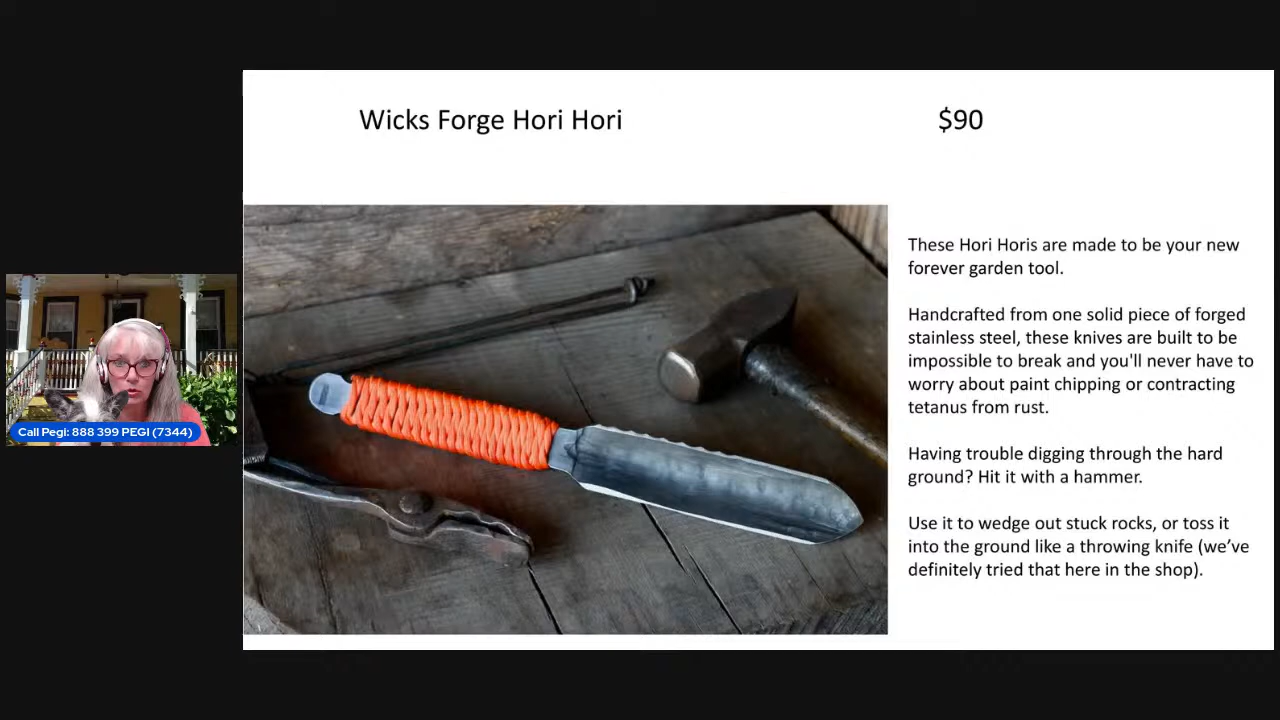 Wicks Forge Hori Hori
$90
These Hori Horis are made to be your new
forever garden tool.
Handcrafted from one solid piece of forged
stainless steel, these knives are built to be
impossible to break and you'll never have to
worry about paint chipping or contracting
tetanus from rust.
Having trouble digging through the hard
ground? Hit it with a hammer.
Use it to wedge out stuck rocks, or toss it
into the ground like a throwing knife (we’ve
definitely tried that here in the shop).
Call Pegi: 888 399 PEGI (7344)